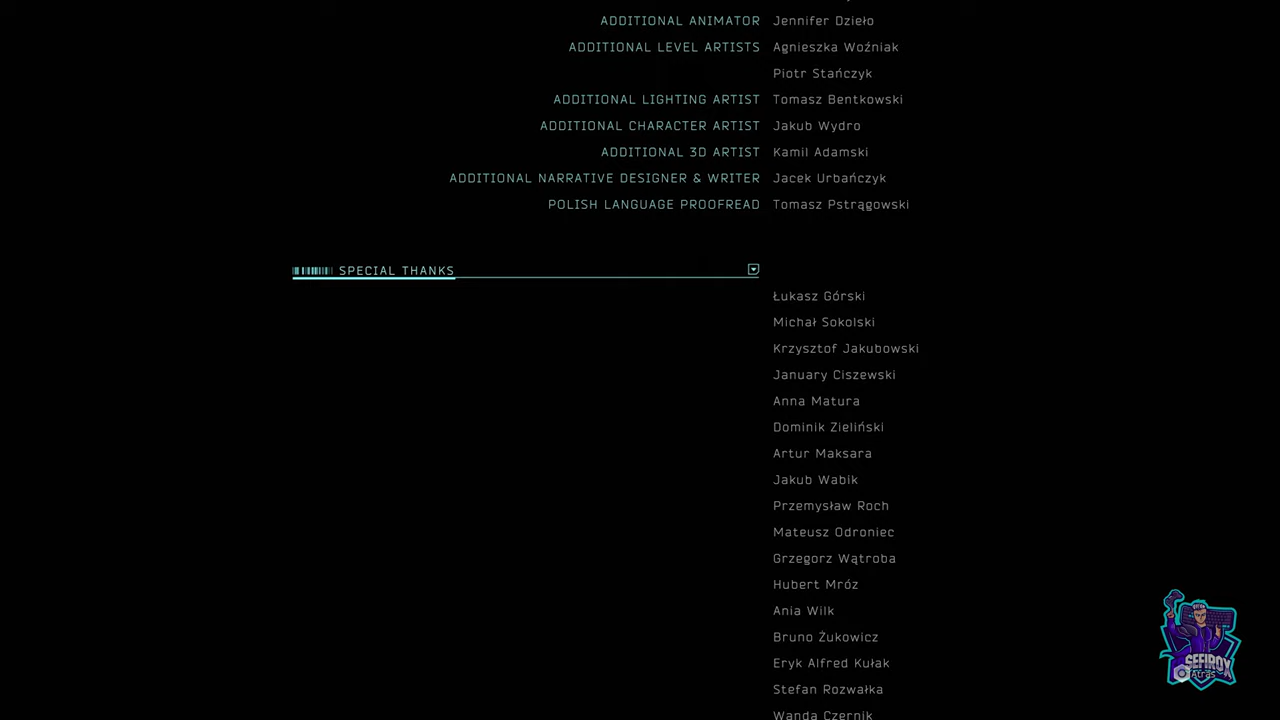 ADDITIONAL ANIMATOR Jennifer Dzieło
ADDITIONAL LEVEL ARTISTS Agnieszka Woźniak
Piotr Stańczyk
ADDITIONAL LIGHTING ARTIST Tomasz Bentkowski
ADDITIONAL CHARACTER ARTIST Jakub Wydro
ADDITIONAL 3D ARTIST Kamil Adamski
ADDITIONAL NARRATIVE DESIGNER & WRITER Jacek Urbańczyk
POLISH LANGUAGE PROOFREAD Tomasz Pstrągowski
SPECIAL THANKS
Łukasz Górski
Michał Sokolski
Krzysztof Jakubowski
January Ciszewski
Anna Matura
Dominik Zieliński
Artur Maksara
Jakub Wabik
Przemysław Roch
Mateusz Odroniec
Grzegorz Wątroba
Hubert Mróz
Ania Wilk
Bruno Żukowicz
Eryk Alfred Kułak
Stefan Rozwałka
Wanda Czernik
SEFIROX
Atras